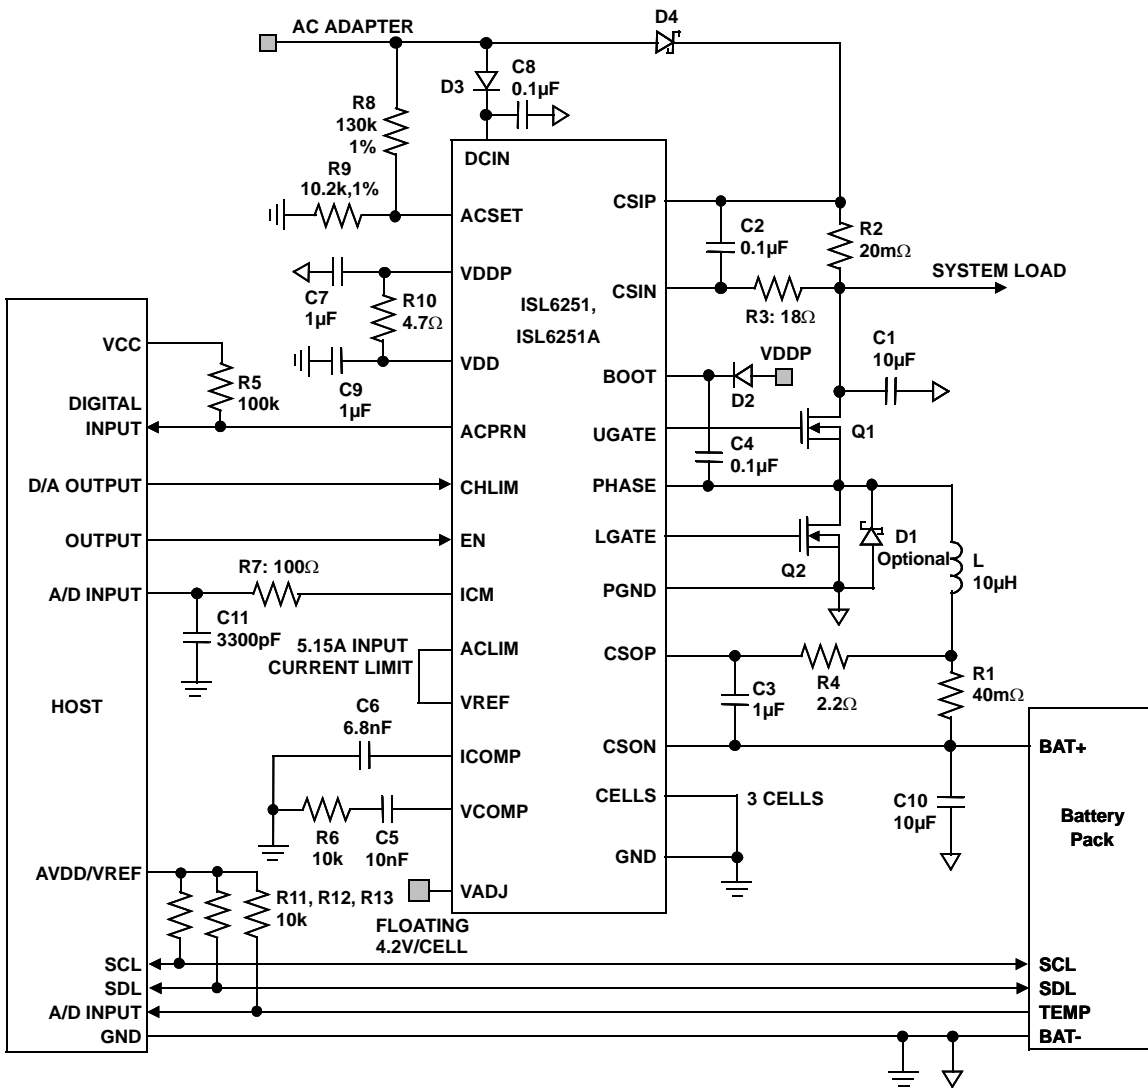 AC ADAPTER
D4
D3
C8
0.1µF
R8
130k
1%
R9
10.2k,1%
DCIN
ACSET
CSIP
C2
0.1µF
R2
20mΩ
VDDP
C7
1µF
R10
4.7Ω
CSIN
R3: 18Ω
SYSTEM LOAD
ISL6251,
ISL6251A
VCC
VDD
C9
1µF
R5
100k
BOOT
VDDP
D2
C1
10µF
DIGITAL
INPUT
ACPRN
UGATE
Q1
C4
0.1µF
D/A OUTPUT
CHLIM
PHASE
OUTPUT
EN
LGATE
Q2
D1
Optional
L
10µH
A/D INPUT
R7: 100Ω
ICM
PGND
C11
3300pF
5.15A INPUT
CURRENT LIMIT
ACLIM
VREF
CSOP
R4
2.2Ω
C3
1µF
R1
40mΩ
HOST
C6
6.8nF
ICOMP
CSON
BAT+
VCOMP
R6
10k
C5
10nF
CELLS
3 CELLS
C10
10µF
Battery
Pack
GND
AVDD/VREF
R11, R12, R13
10k
VADJ
FLOATING
4.2V/CELL
SCL
SCL
SDL
SDL
A/D INPUT
TEMP
GND
BAT-